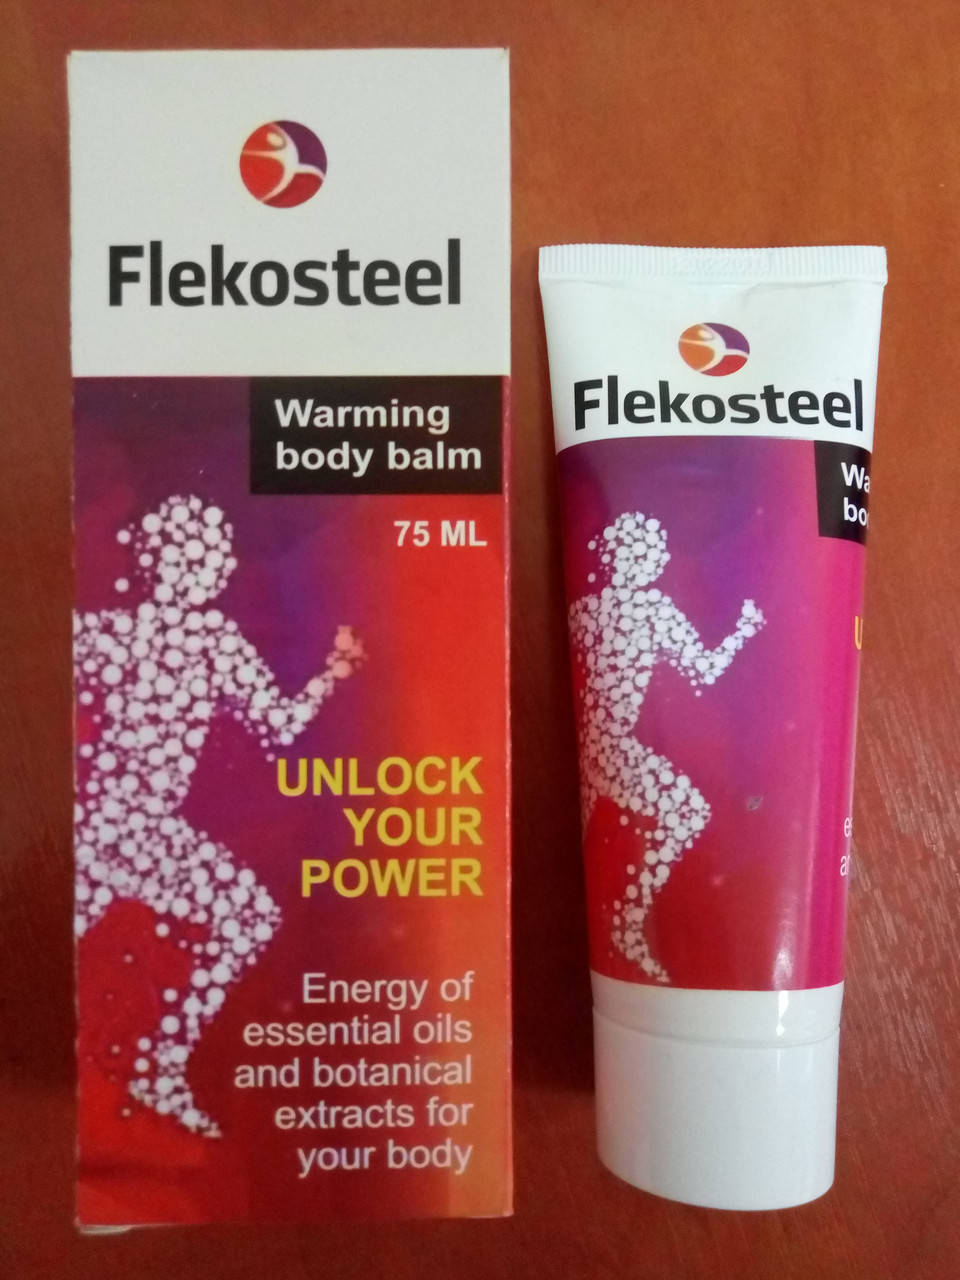 Flekosteel
Warming
body balm
75 ML
UNLOCK
YOUR
POWER
Energy of
essential oils
and botanical
extracts for
your body
Flekosteel